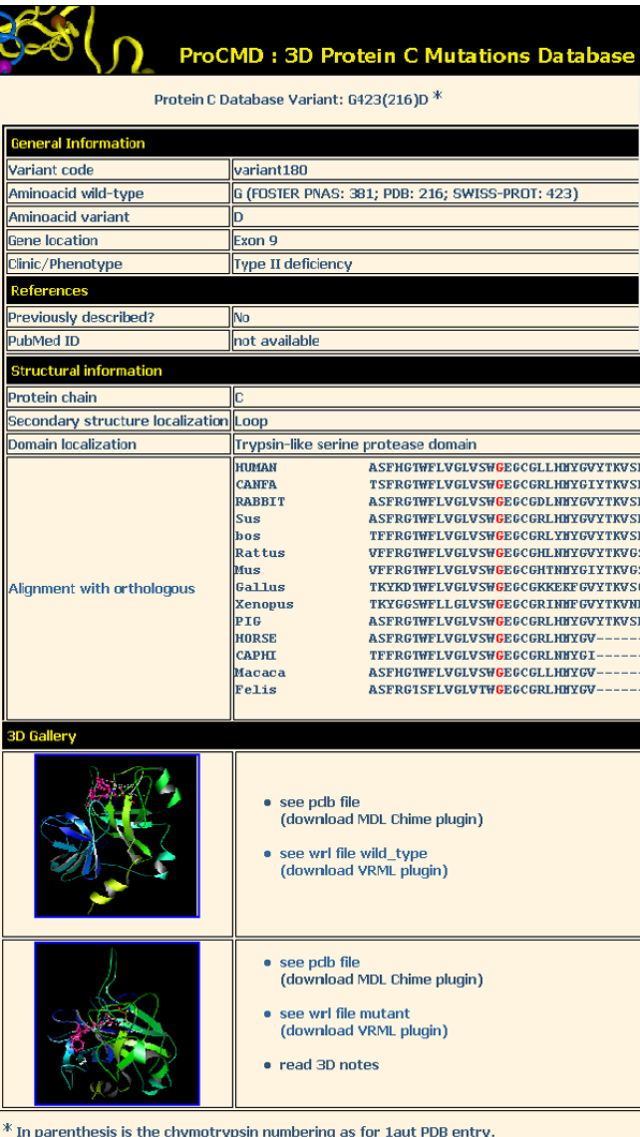 ProCMD : 3D Protein C Mutations Database
Protein C Database Variant: G423(216)D *
General Information
Variant code variant180
Aminoacid wild-type G (FOSTER PNAS: 381; PDB: 216; SWISS-PROT: 423)
Aminoacid variant D
Gene location Exon 9
Clinic/Phenotype Type II deficiency
References
Previously described? No
PubMed ID not available
Structural information
Protein chain C
Secondary structure localization Loop
Domain localization Trypsin-like serine protease domain
HUMAN ASFHGTWFLVGLVSWGEGCGLLHNYGVYTKVS
CANFA TSFRGTWFLVGLVSWGEGCGRLHNYGIYTKVS
RABBIT ASFRGTWFLVGLVSWGEGCGDLNNYGVYTKVS
Sus ASFRGTWFLVGLVSWGEGCGRLHNYGVYTKVS
bos TFFRGTWFLVGLVSWGEGCGRLYNYGVYTKVS
Rattus VFFRGTWFLVGLVSWGEGCGHLNNYGVYTKVG
Mus VFFRGTWFLVGLVSWGEGCGHTNNYGIYTKVG
Alignment with orthologous
Gallus TKYKDTWFLVGLVSWGEGCGKKEKFGVYTKVS
Xenopus TKYGGSWFLLGLVSWGEGCGRINNFGVYTKVN
PIG ASFRGTWFLVGLVSWGEGCGRLHNYGVYTKVS
HORSE ASFRGTWFLVGLVSWGEGCGRLHNYGV-----
CAPHI TFFRGTWFLVGLVSWGEGCGRLNNYGI-----
Macaca ASFHGTWFLVGLVSWGEGCGLLHNYGV-----
Felis ASFRGTSFLVGLVTWGEGCGRLHNYGV-----
3D Gallery
• see pdb file
(download MDL Chime plugin)
• see wrl file wild_type
(download VRML plugin)
• see pdb file
(download MDL Chime plugin)
• see wrl file mutant
(download VRML plugin)
• read 3D notes
* In parenthesis is the chymotrypsin numbering as for 1aut PDB entry.